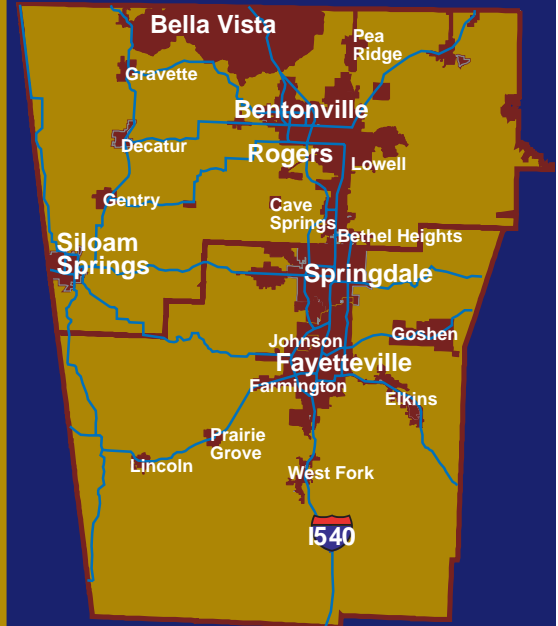 Bella Vista
Pea
Ridge
Gravette
Bentonville
Decatur
Rogers
Lowell
Gentry
Cave
Springs
Bethel Heights
Siloam
Springs
Springdale
Johnson
Goshen
Fayetteville
Farmington
Elkins
Prairie
Grove
Lincoln
West Fork
I540